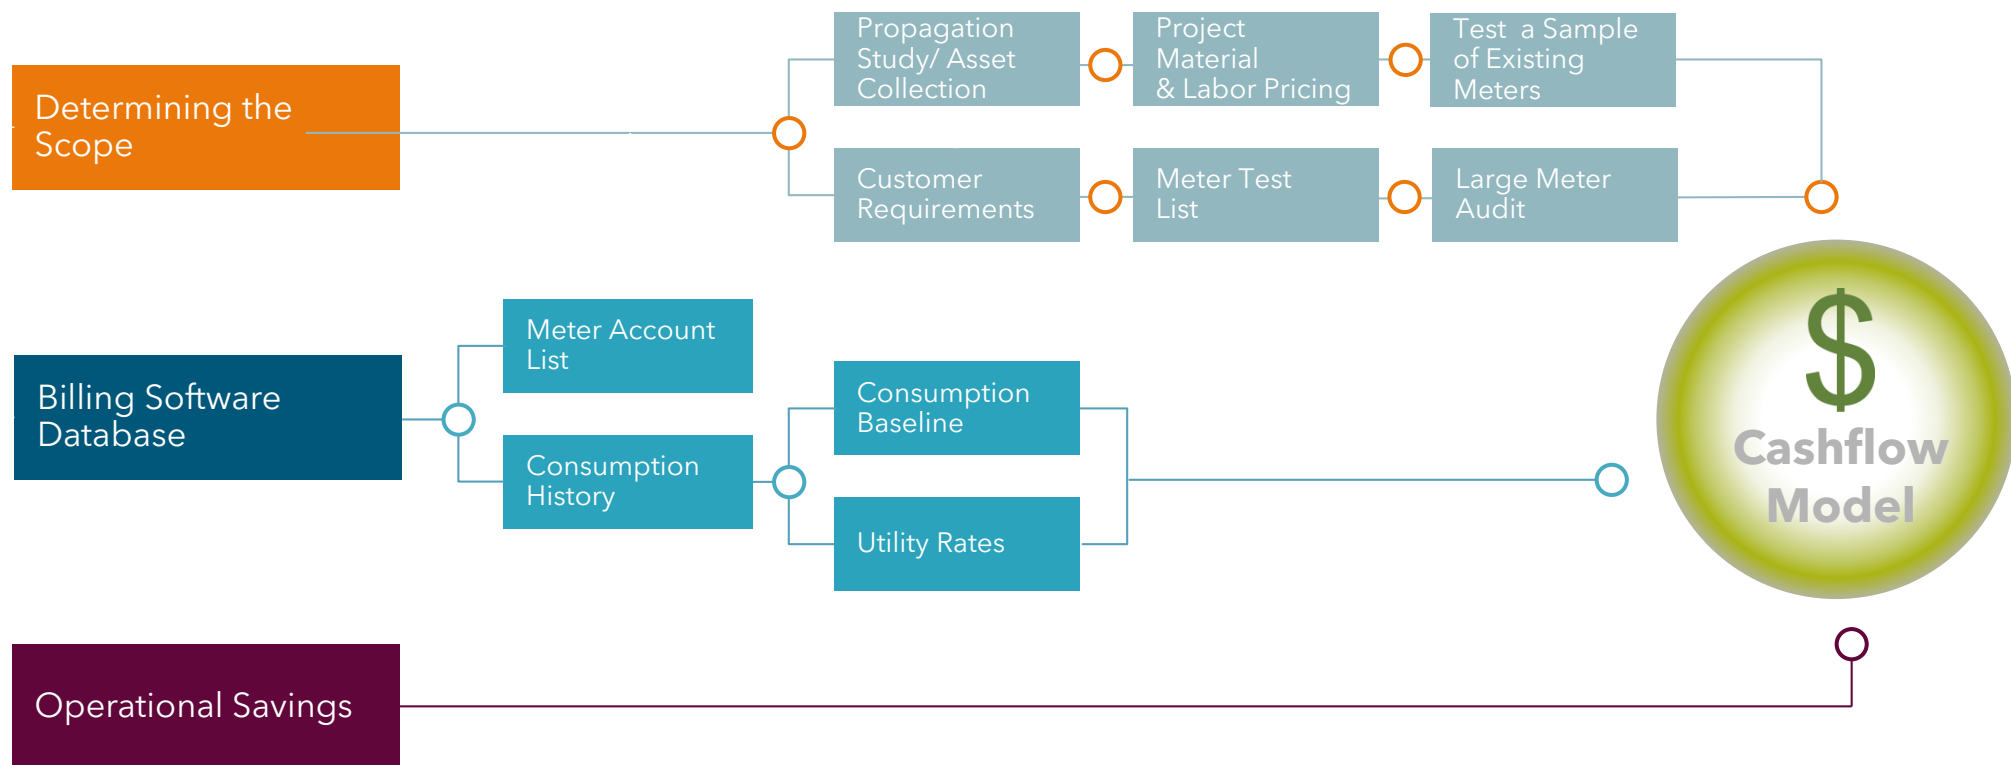 Determining the
Scope
Propagation
Study/ Asset
Collection
Project
Material
& Labor Pricing
Test a Sample
of Existing
Meters
Customer
Requirements
Meter Test
List
Large Meter
Audit
Billing Software
Database
Meter Account
List
Consumption
History
Consumption
Baseline
Utility Rates
$
Cashflow
Model
Operational Savings